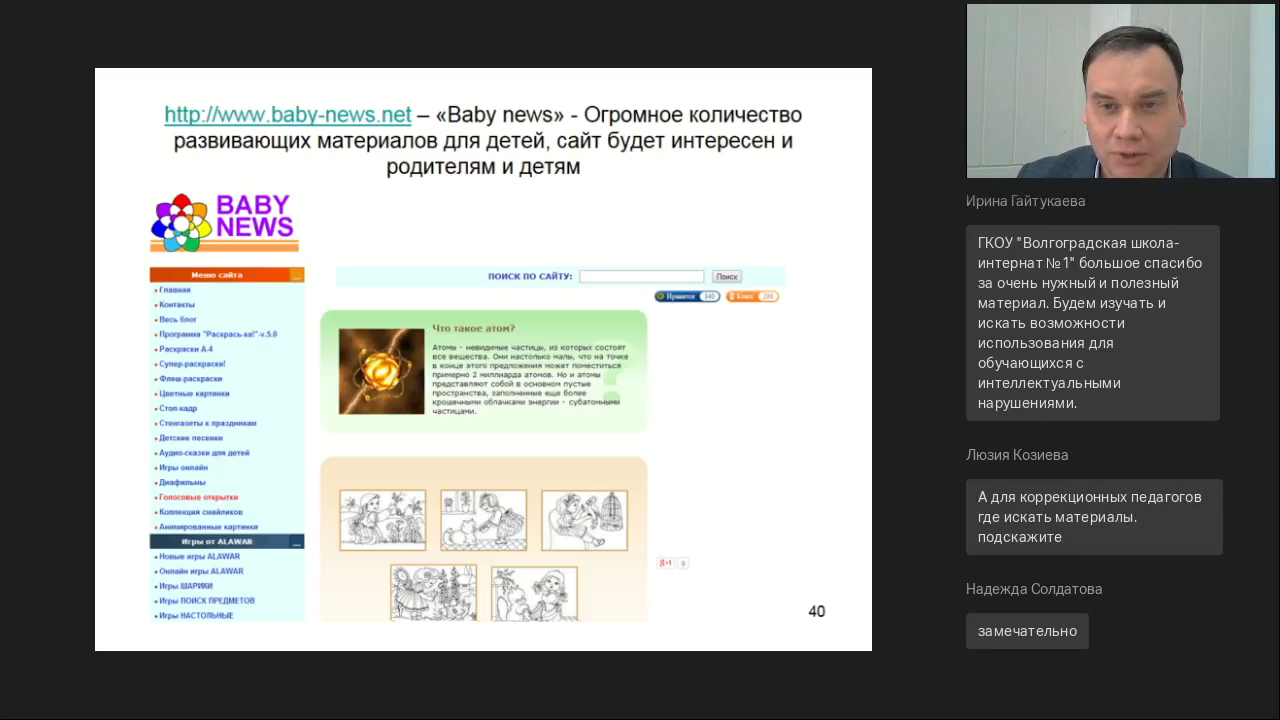 http://www.baby-news.net – «Baby news» - Огромное количество
развивающих материалов для детей, сайт будет интересен и
родителям и детям
BABY
NEWS
Меню сайта
Главная
Контакты
Весь блог
Программа "Раскрась-ка!"-v.5.0
Раскраски А-4
Супер-раскраски!
Флеш-раскраски
Цветные картинки
Стоп-кадр
Стенгазеты к праздникам
Детские песенки
Аудио-сказки для детей
Игры онлайн
Диафильмы
Голосовые открытки
Коллекция смайликов
Анимированные картинки
Игры от ALAWAR
Новые игры ALAWAR
Онлайн игры ALAWAR
Игры ШАРИКИ
Игры ПОИСК ПРЕДМЕТОВ
Игры НАСТОЛЬНЫЕ
ПОИСК ПО САЙТУ:
Поиск
Нравится 340
Класс
Что такое атом?
Атомы - невидимые частицы, из которых состоят
все вещества. Они настолько малы, что на точке
в конце этого предложения может поместиться
примерно 2 миллиарда атомов. Но и атомы
представляют собой в основном пустые
пространства, заполненные еще более
крошечными облачками энергии - субатомными
частицами.
g+1 0
40
Ирина Гайтукаева
ГКОУ "Волгоградская школа-
интернат №1" большое спасибо
за очень нужный и полезный
материал. Будем изучать и
искать возможности
использования для
обучающихся с
интеллектуальными
нарушениями.
Люзия Козиева
А для коррекционных педагогов
где искать материалы.
подскажите
Надежда Солдатова
замечательно